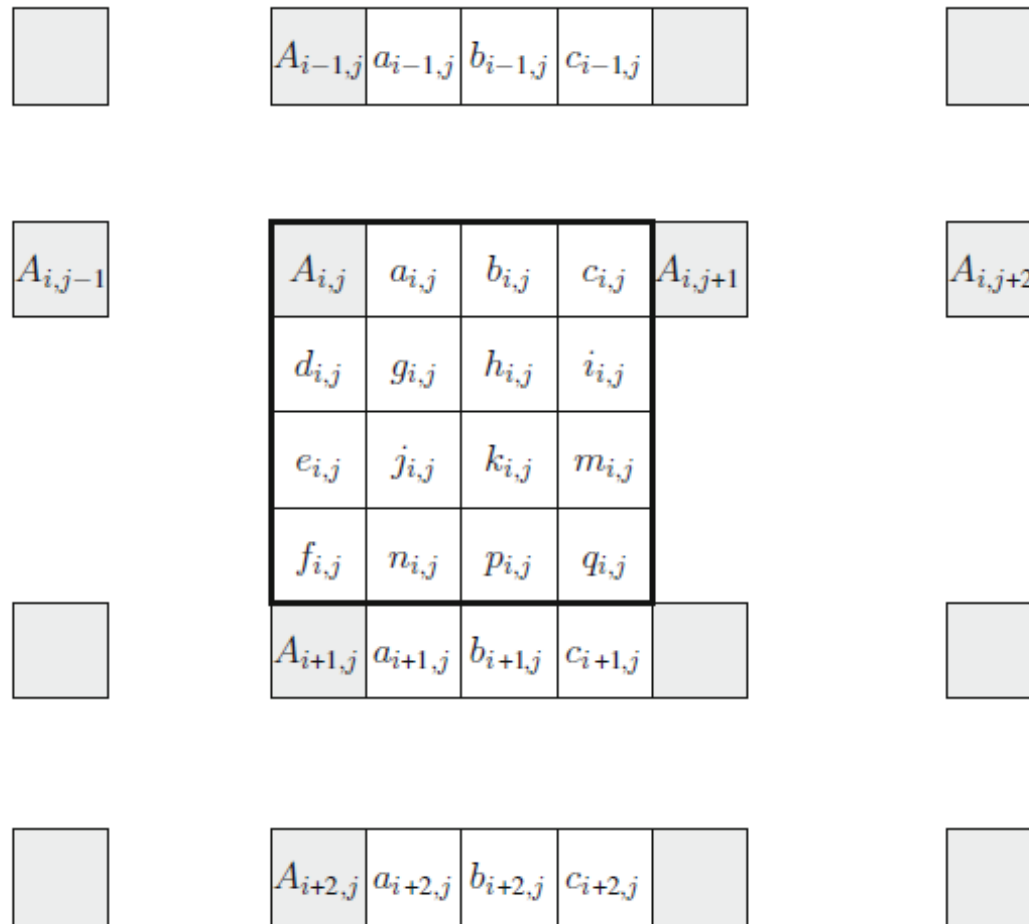 A_{i−1,j} a_{i−1,j} b_{i−1,j} c_{i−1,j}
A_{i,j−1} A_{i,j} a_{i,j} b_{i,j} c_{i,j} A_{i,j+1} A_{i,j+2}
d_{i,j} g_{i,j} h_{i,j} i_{i,j}
e_{i,j} j_{i,j} k_{i,j} m_{i,j}
f_{i,j} n_{i,j} p_{i,j} q_{i,j}
A_{i+1,j} a_{i+1,j} b_{i+1,j} c_{i+1,j}
A_{i+2,j} a_{i+2,j} b_{i+2,j} c_{i+2,j}